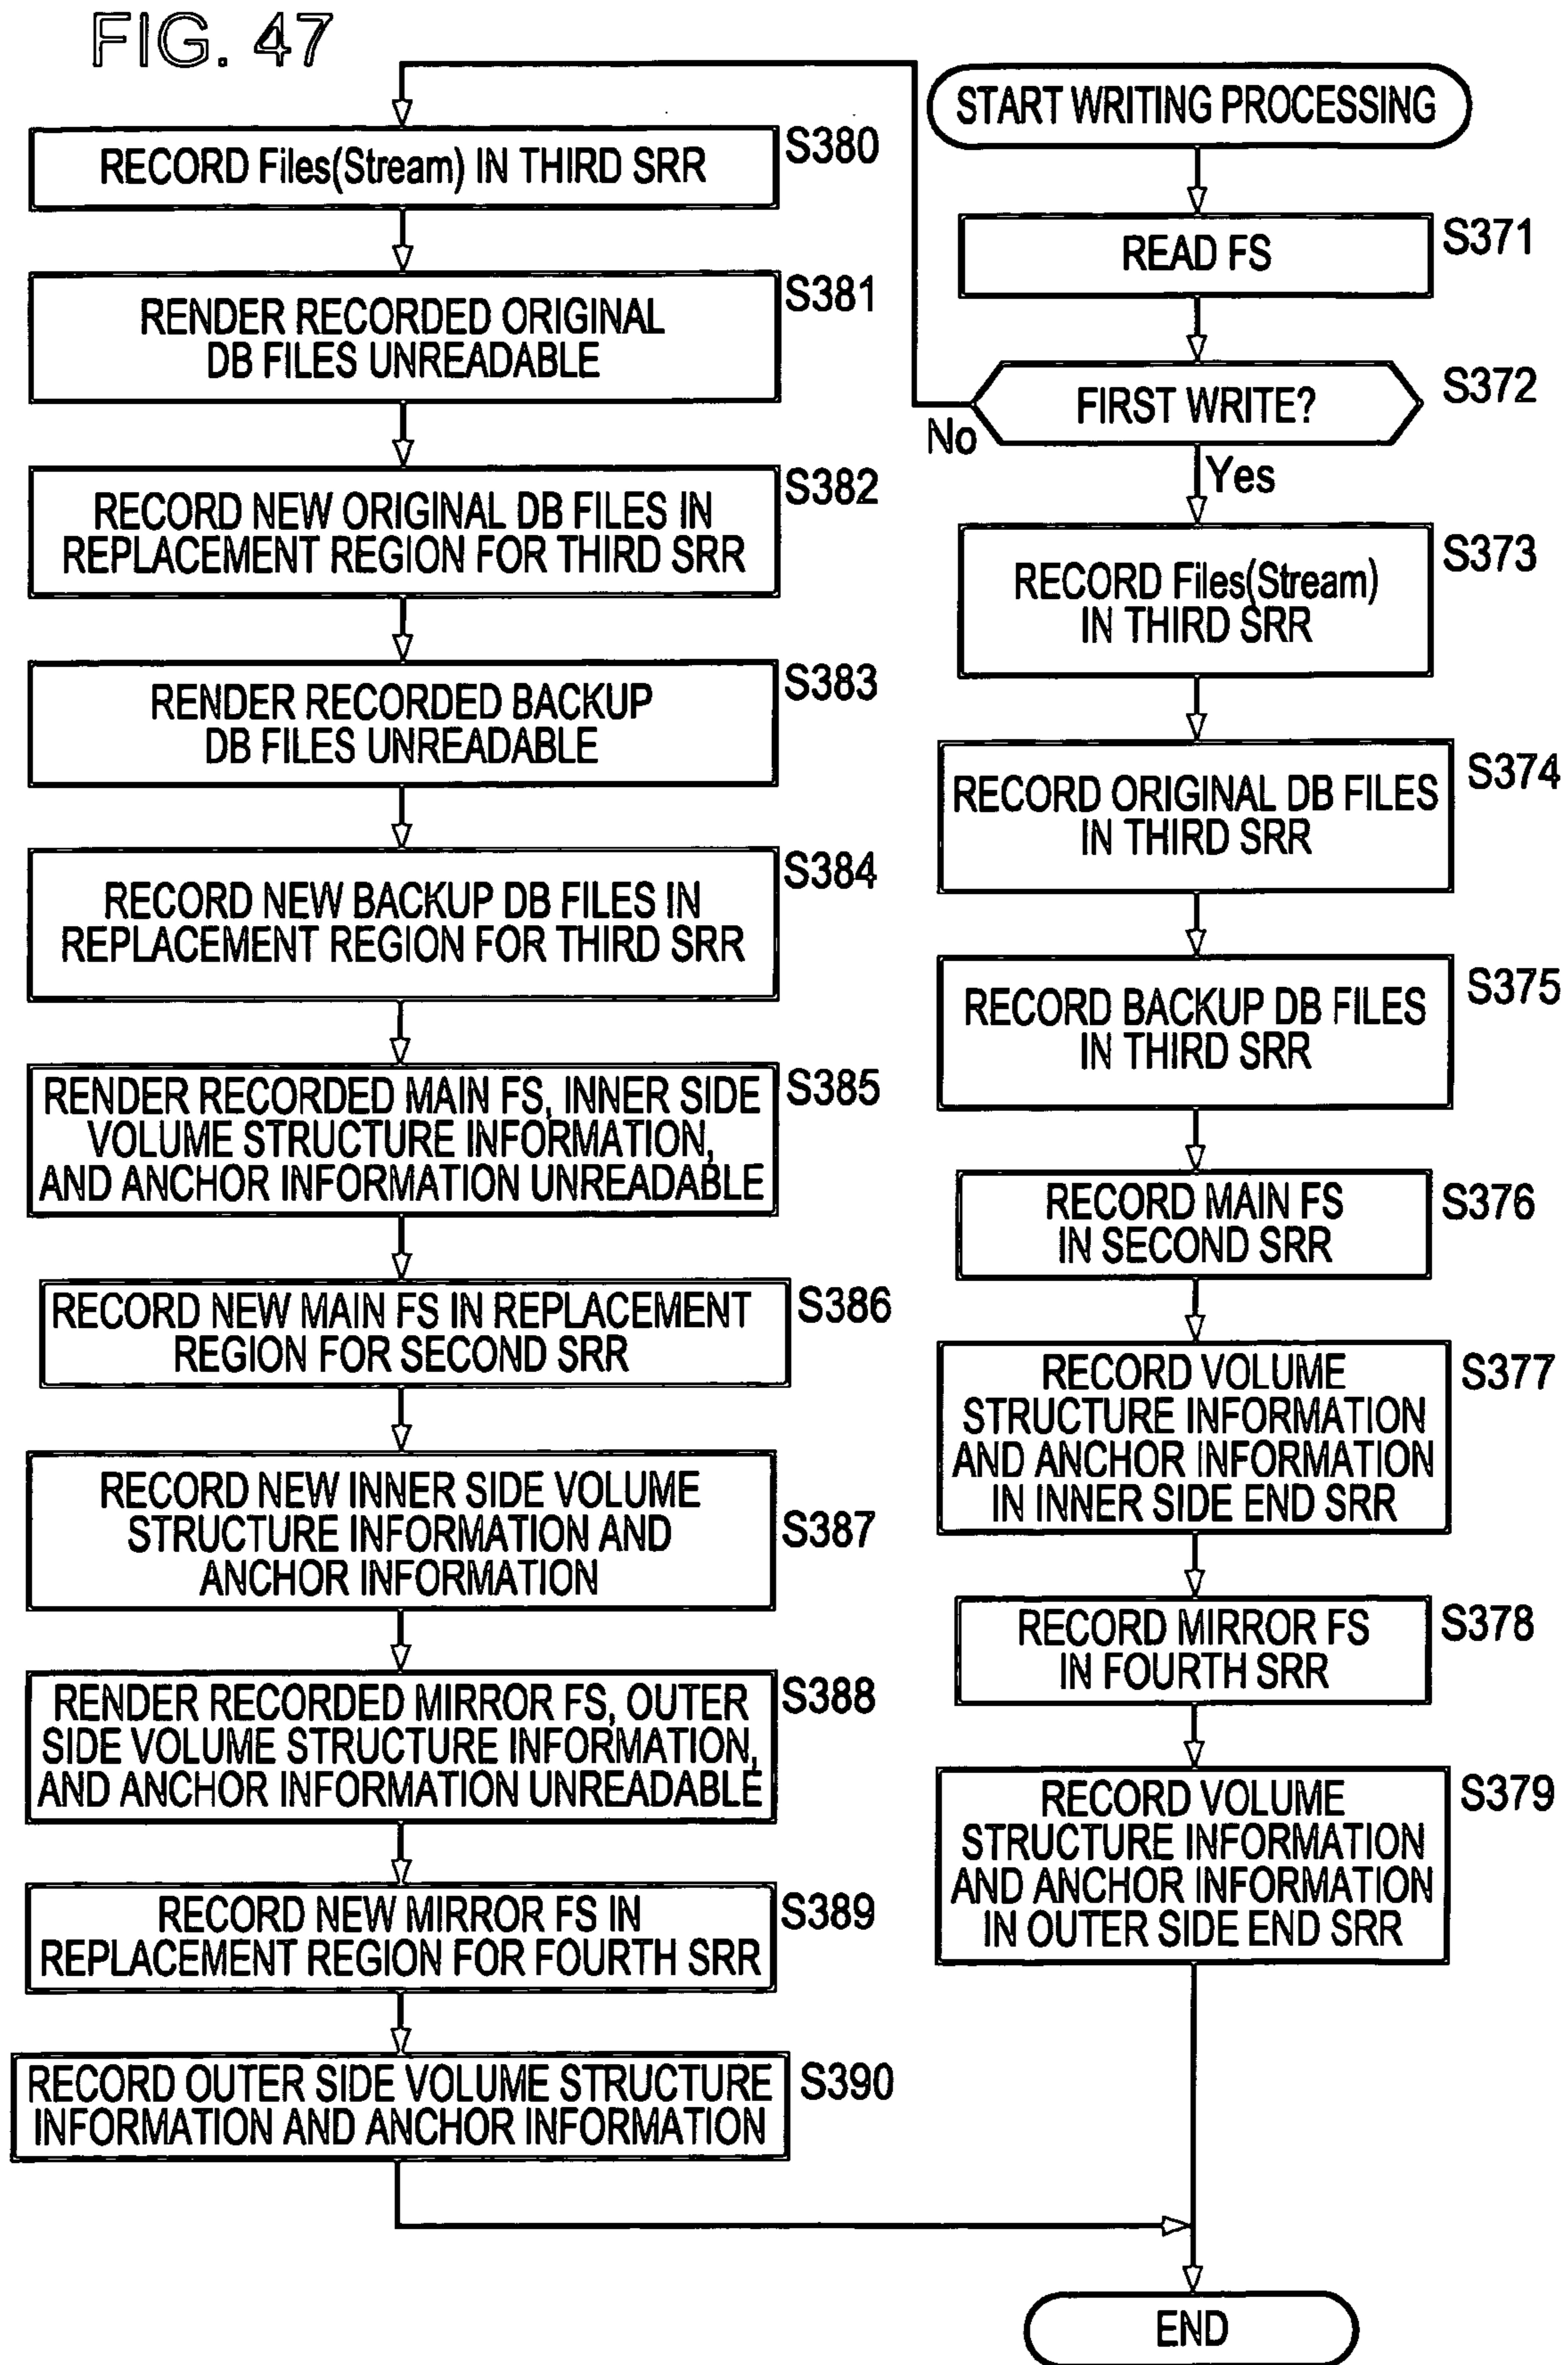 FIG. 47
START WRITING PROCESSING
READ FS
S371
FIRST WRITE?
S372
No
Yes
RECORD Files(Stream)
IN THIRD SRR
S373
RECORD ORIGINAL DB FILES
IN THIRD SRR
S374
RECORD BACKUP DB FILES
IN THIRD SRR
S375
RECORD MAIN FS
IN SECOND SRR
S376
RECORD VOLUME
STRUCTURE INFORMATION
AND ANCHOR INFORMATION
IN INNER SIDE END SRR
S377
RECORD MIRROR FS
IN FOURTH SRR
S378
RECORD VOLUME
STRUCTURE INFORMATION
AND ANCHOR INFORMATION
IN OUTER SIDE END SRR
S379
RECORD Files(Stream) IN THIRD SRR
S380
RENDER RECORDED ORIGINAL
DB FILES UNREADABLE
S381
RECORD NEW ORIGINAL DB FILES IN
REPLACEMENT REGION FOR THIRD SRR
S382
RENDER RECORDED BACKUP
DB FILES UNREADABLE
S383
RECORD NEW BACKUP DB FILES IN
REPLACEMENT REGION FOR THIRD SRR
S384
RENDER RECORDED MAIN FS, INNER SIDE
VOLUME STRUCTURE INFORMATION,
AND ANCHOR INFORMATION UNREADABLE
S385
RECORD NEW MAIN FS IN REPLACEMENT
REGION FOR SECOND SRR
S386
RECORD NEW INNER SIDE VOLUME
STRUCTURE INFORMATION AND
ANCHOR INFORMATION
S387
RENDER RECORDED MIRROR FS, OUTER
SIDE VOLUME STRUCTURE INFORMATION,
AND ANCHOR INFORMATION UNREADABLE
S388
RECORD NEW MIRROR FS IN
REPLACEMENT REGION FOR FOURTH SRR
S389
RECORD OUTER SIDE VOLUME STRUCTURE
INFORMATION AND ANCHOR INFORMATION
S390
END